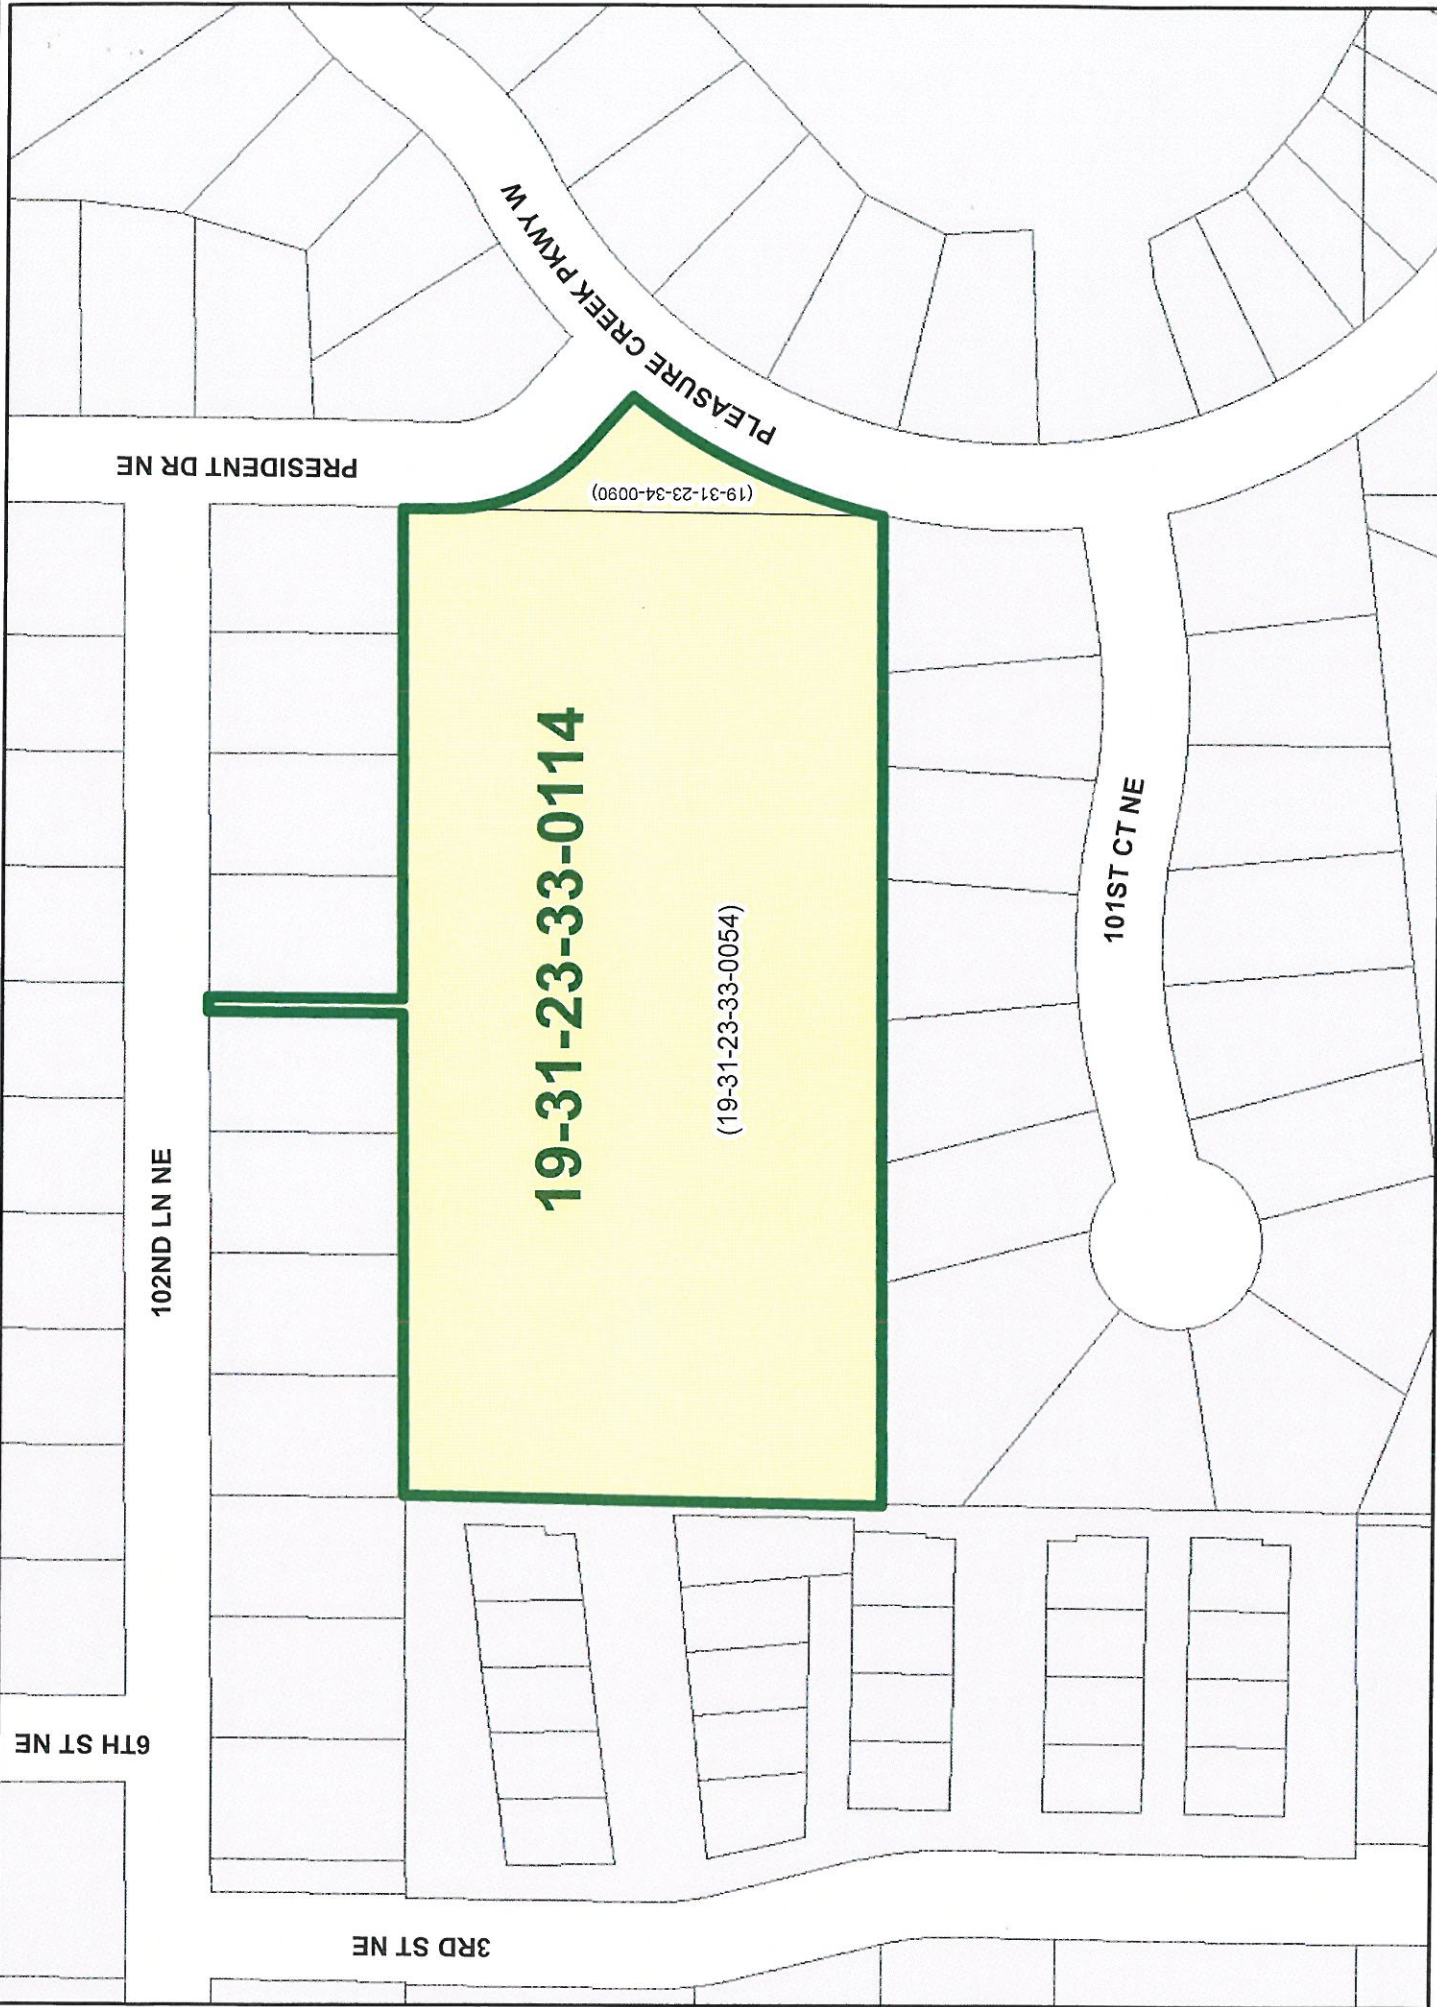 PLEASURE CREEK PKWY W
PRESIDENT DR NE
(19-31-23-34-0090)
19-31-23-33-0114
(19-31-23-33-0054)
101ST CT NE
102ND LN NE
6TH ST NE
3RD ST NE